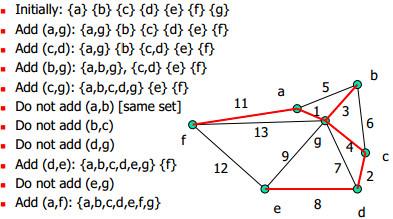 ▪ Initially: {a} {b} {c} {d} {e} {f} {g}
▪ Add (a,g): {a,g} {b} {c} {d} {e} {f}
▪ Add (c,d): {a,g} {b} {c,d} {e} {f}
▪ Add (b,g): {a,b,g}, {c,d} {e} {f}
▪ Add (c,g): {a,b,c,d,g} {e} {f}
▪ Do not add (a,b) [same set]
▪ Do not add (b,c)
▪ Do not add (d,g)
▪ Add (d,e): {a,b,c,d,e,g} {f}
▪ Do not add (e,g)
▪ Add (a,f): {a,b,c,d,e,f,g}
b
5
a
11
1
3
6
f
13
g
4
c
9
7
2
12
e
8
d